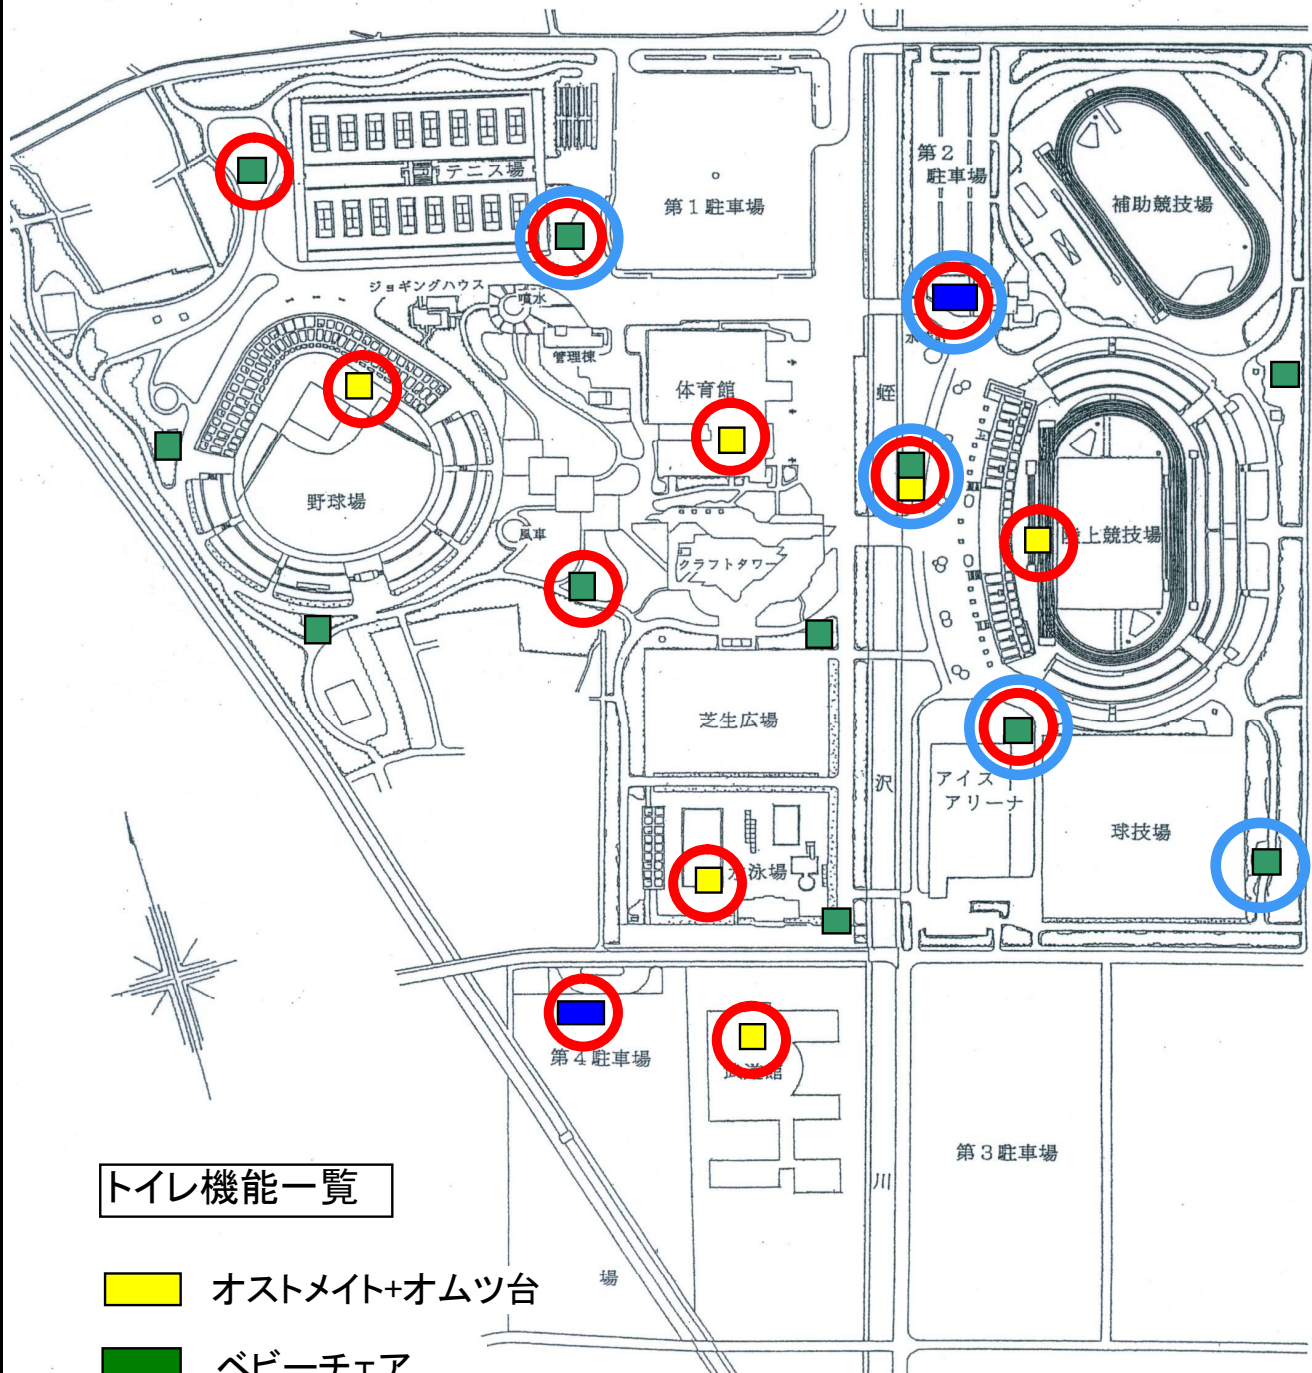 第２
駐車場
テニス場
第１駐車場
補助競技場
ジョギングハウス
噴水
管理棟
体育館
蛭
野球場
風車
クラフトタワー
陸上競技場
芝生広場
沢
アイス
アリーナ
球技場
水泳場
第４駐車場
武道館
第３駐車場
川
トイレ機能一覧
場
オストメイト+オムツ台
ベビーチェア